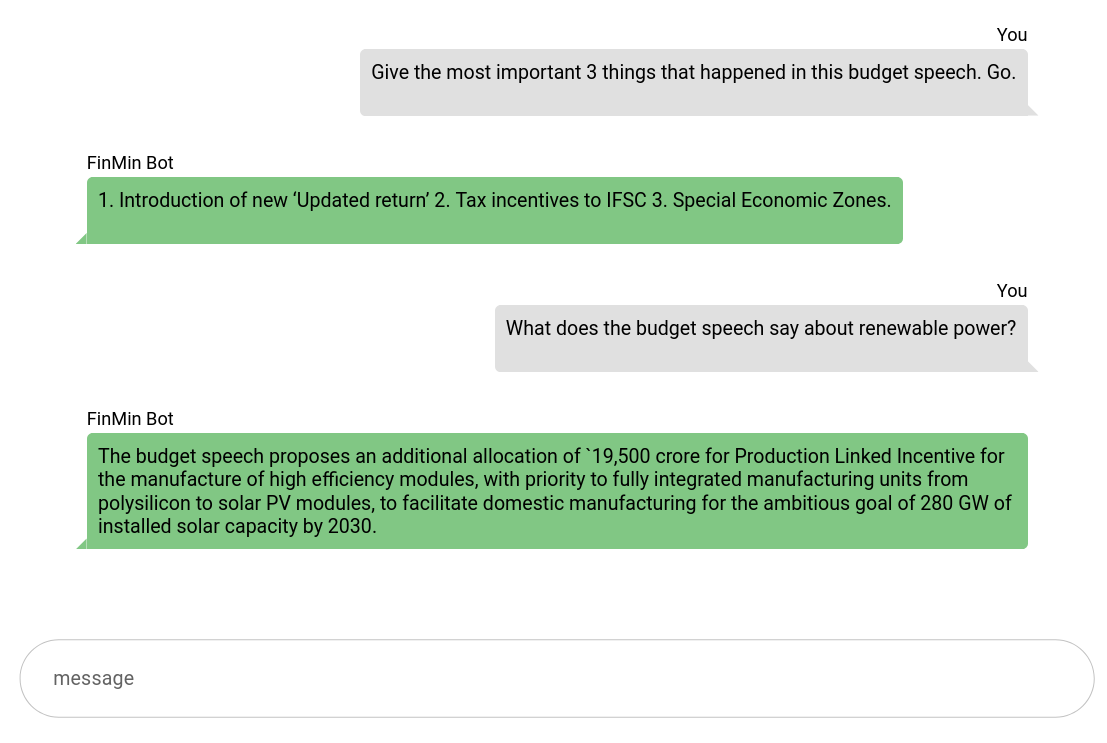 You
Give the most important 3 things that happened in this budget speech. Go.
FinMin Bot
1. Introduction of new ‘Updated return’ 2. Tax incentives to IFSC 3. Special Economic Zones.
You
What does the budget speech say about renewable power?
FinMin Bot
The budget speech proposes an additional allocation of `19,500 crore for Production Linked Incentive for
the manufacture of high efficiency modules, with priority to fully integrated manufacturing units from
polysilicon to solar PV modules, to facilitate domestic manufacturing for the ambitious goal of 280 GW of
installed solar capacity by 2030.
message